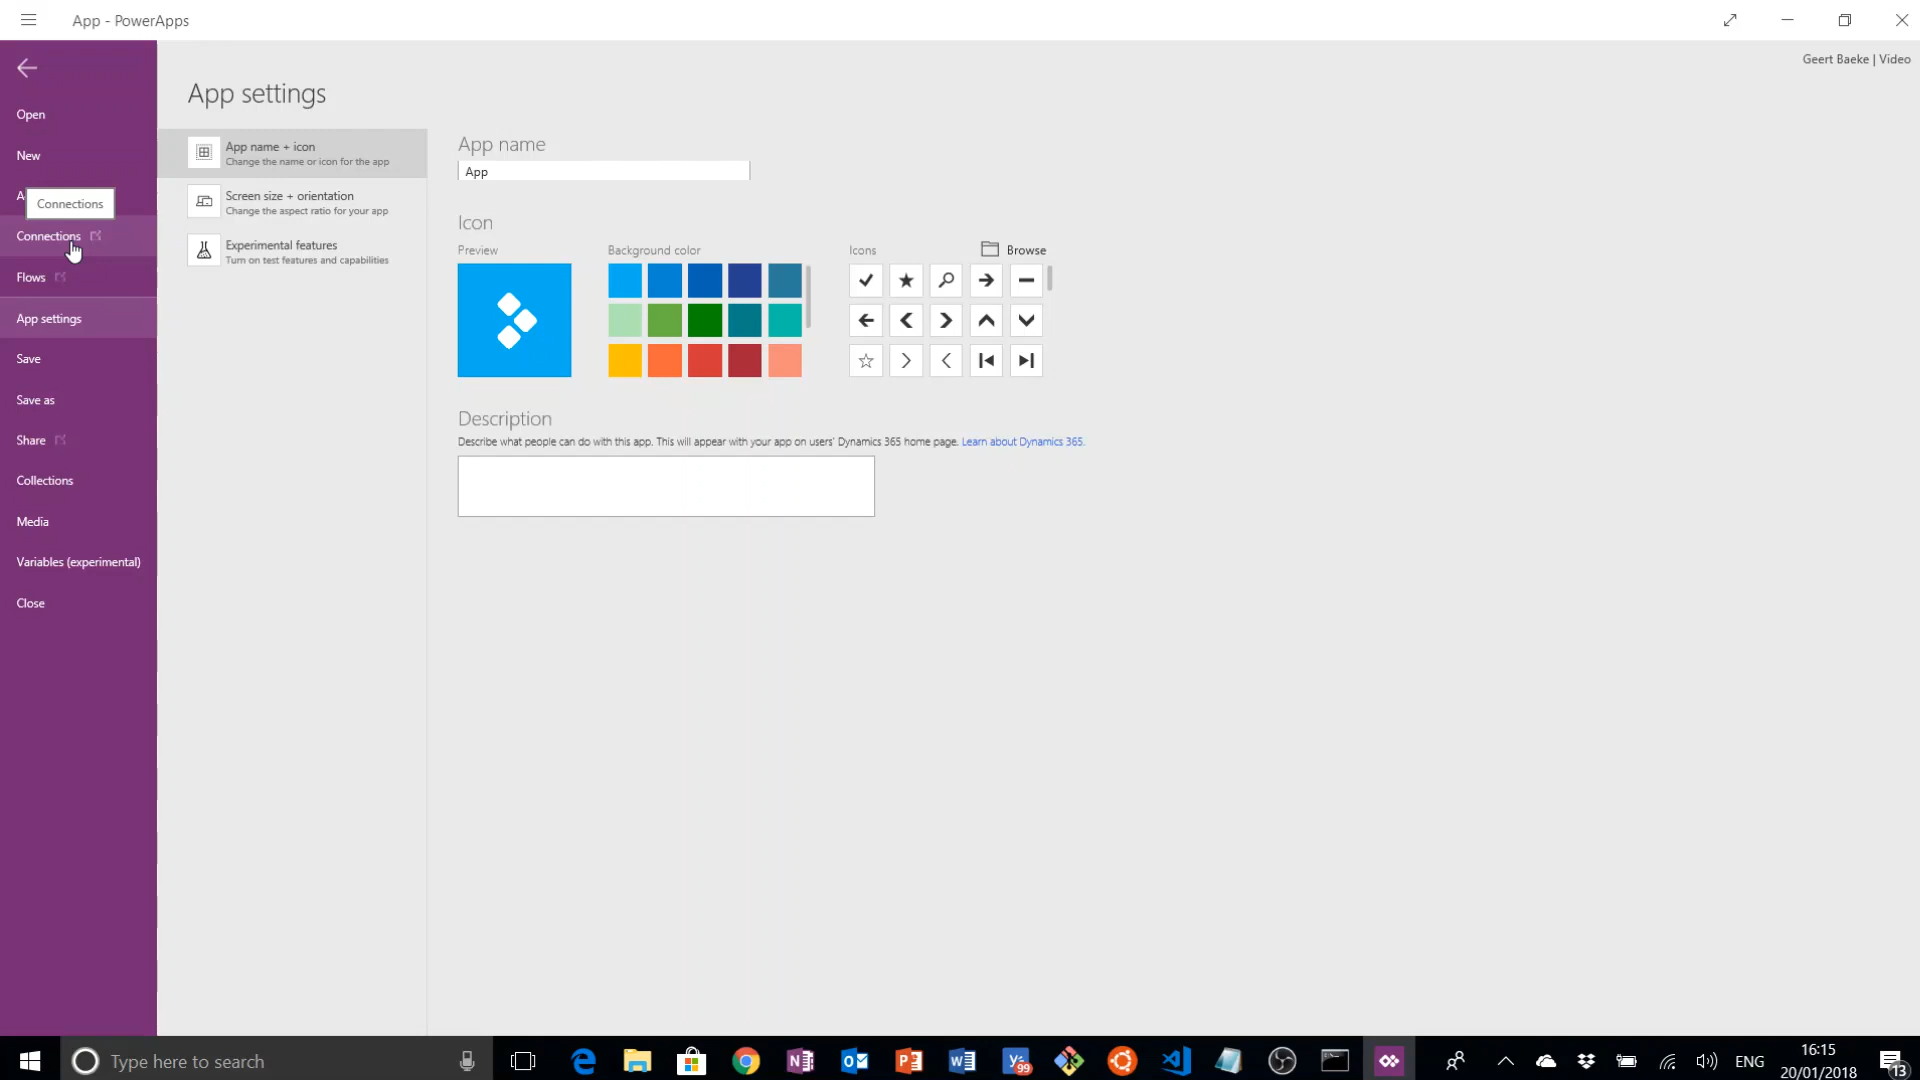 App - PowerApps
Geert Baeke | Video
App settings
Open
New
A
Connections
Connections
Flows
App settings
Save
Save as
Share
Collections
Media
Variables (experimental)
Close
App name + icon
Change the name or icon for the app
Screen size + orientation
Change the aspect ratio for your app
Experimental features
Turn on test features and capabilities
App name
App
Icon
Preview
Background color
Icons
Browse
Description
Describe what people can do with this app. This will appear with your app on users' Dynamics 365 home page. Learn about Dynamics 365.
Type here to search
99
ENG
16:15
20/01/2018
13